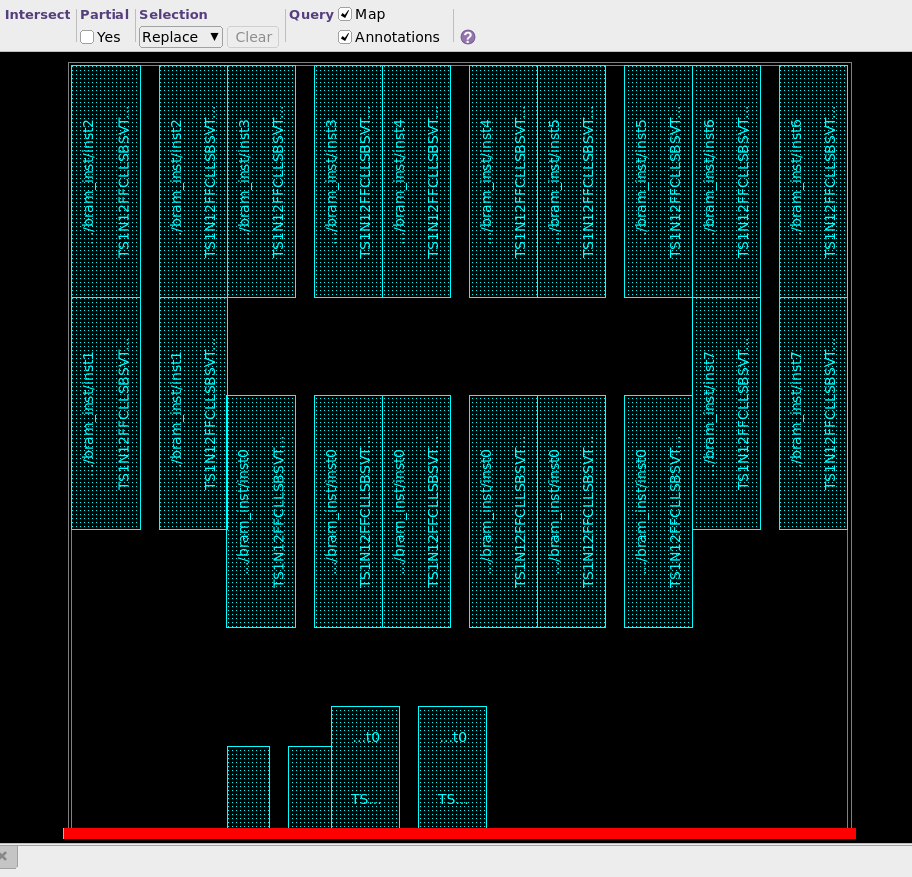 Intersect Partial Selection Query Map
Yes Replace Clear Annotations
.../bram_inst/inst2
TS1N12FFCLLSBSVT...
.../bram_inst/inst2
TS1N12FFCLLSBSVT...
.../bram_inst/inst3
TS1N12FFCLLSBSVT...
.../bram_inst/inst3
TS1N12FFCLLSBSVT...
.../bram_inst/inst4
TS1N12FFCLLSBSVT...
.../bram_inst/inst4
TS1N12FFCLLSBSVT...
.../bram_inst/inst5
TS1N12FFCLLSBSVT...
.../bram_inst/inst5
TS1N12FFCLLSBSVT...
.../bram_inst/inst6
TS1N12FFCLLSBSVT...
.../bram_inst/inst6
TS1N12FFCLLSBSVT...
.../bram_inst/inst1
TS1N12FFCLLSBSVT...
.../bram_inst/inst1
TS1N12FFCLLSBSVT...
.../bram_inst/inst7
TS1N12FFCLLSBSVT...
.../bram_inst/inst7
TS1N12FFCLLSBSVT...
.../bram_inst/inst0
TS1N12FFCLLSBSVT...
.../bram_inst/inst0
TS1N12FFCLLSBSVT...
.../bram_inst/inst0
TS1N12FFCLLSBSVT...
.../bram_inst/inst0
TS1N12FFCLLSBSVT...
.../bram_inst/inst0
TS1N12FFCLLSBSVT...
.../bram_inst/inst0
TS1N12FFCLLSBSVT...
...t0
TS...
...t0
TS...